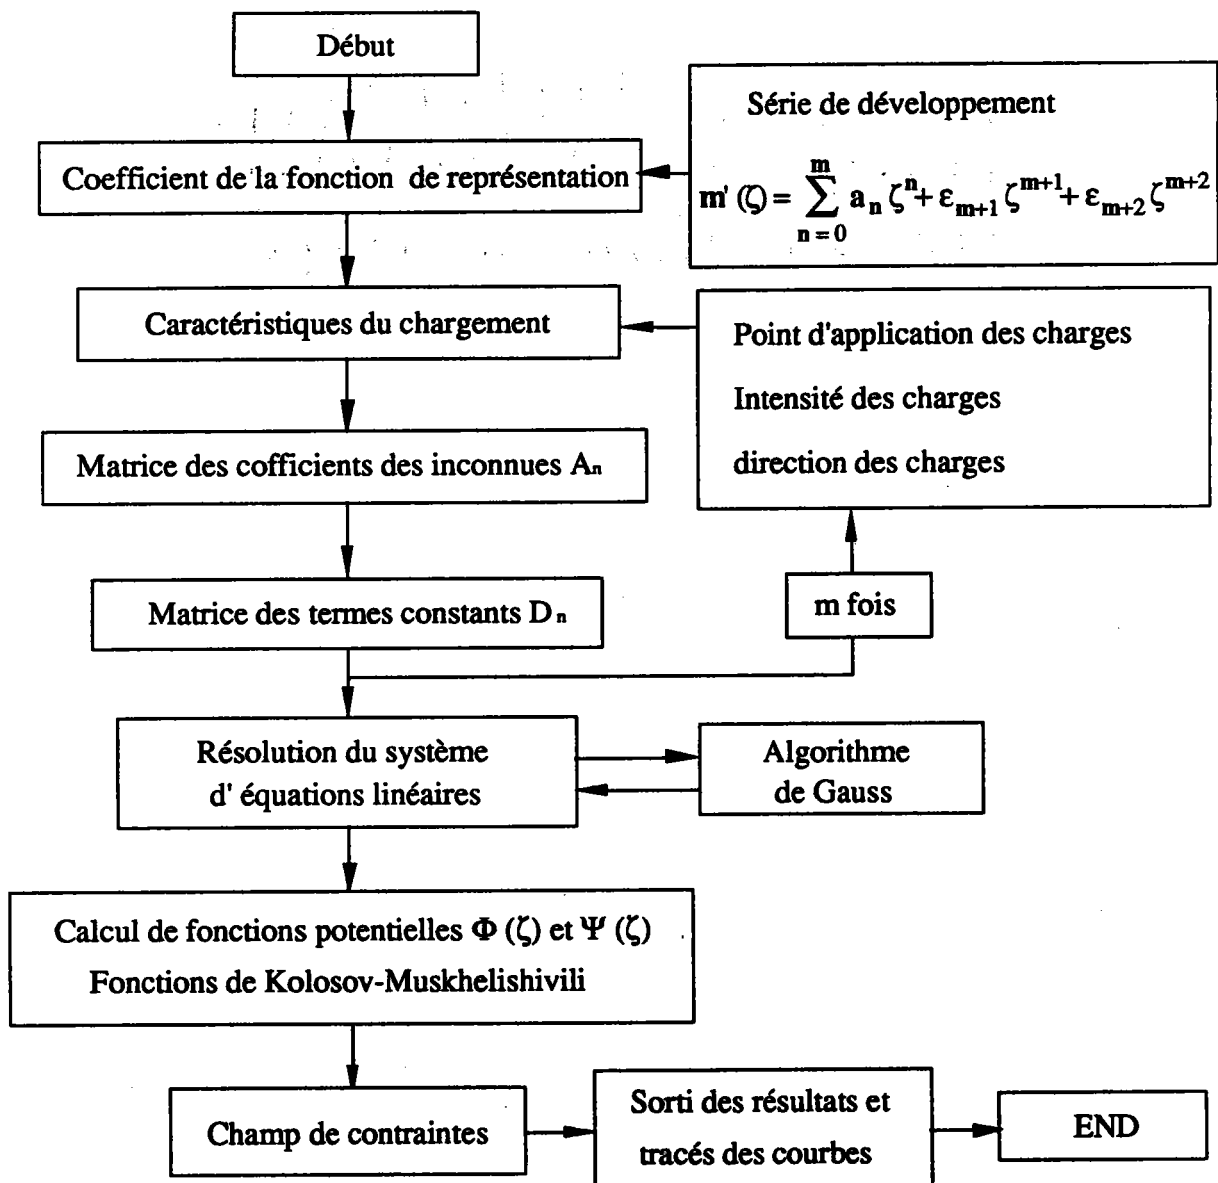 Début
Série de développement
m' (ζ) = ∑_{n = 0}^{m} a_n ζ^n + ε_{m+1} ζ^{m+1} + ε_{m+2} ζ^{m+2}
Coefficient de la fonction de représentation
Caractéristiques du chargement
Point d'application des charges
Intensité des charges
direction des charges
Matrice des cofficients des inconnues An
Matrice des termes constants D n
m fois
Résolution du système
d' équations linéaires
Algorithme
de Gauss
Calcul de fonctions potentielles Φ (ζ) et Ψ (ζ)
Fonctions de Kolosov-Muskhelishivili
Champ de contraintes
Sorti des résultats et
tracés des courbes
END